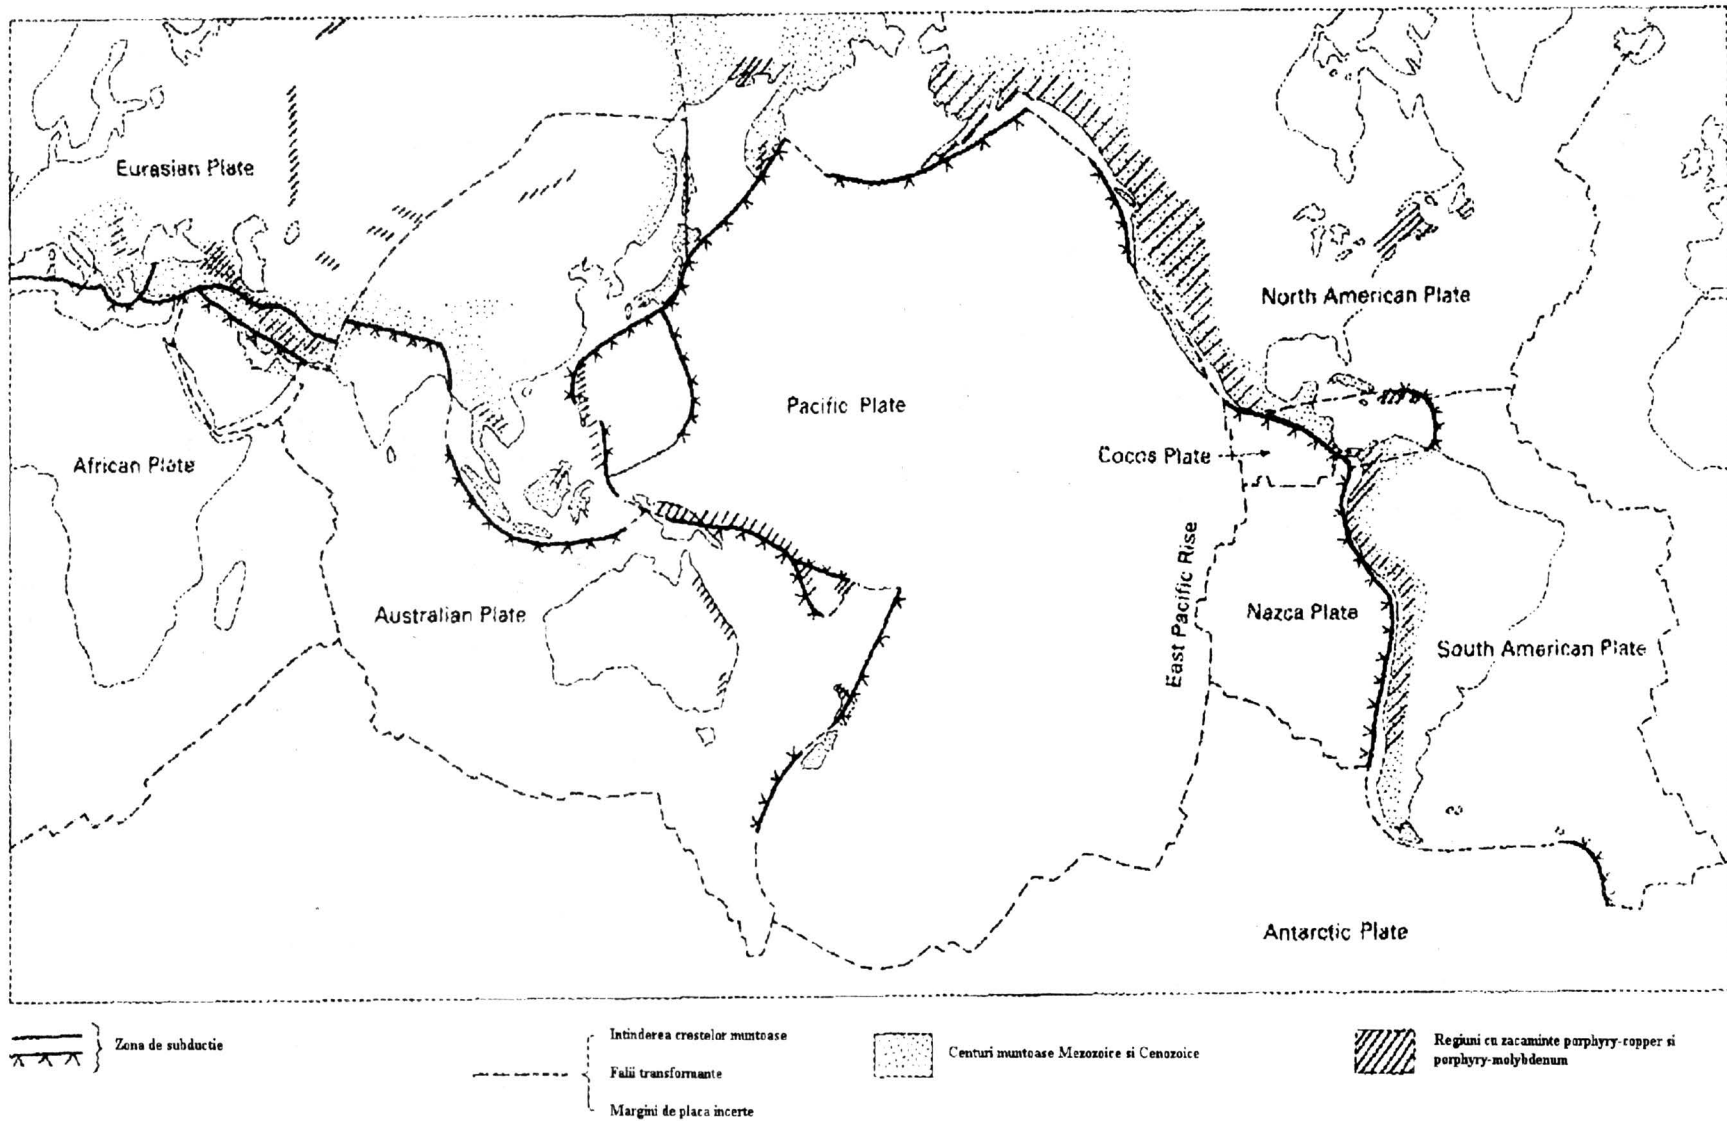 Eurasian Plate
North American Plate
Pacific Plate
Cocos Plate
African Plate
East Pacific Rise
Australian Plate
Nazca Plate
South American Plate
Antarctic Plate
Zona de subductie
Intinderea crestelor muntoase
Falii transformante
Margini de placa incerte
Centuri muntoase Mezozoice si Cenozoice
Regiuni cu zacaminte porphyry-copper si
porphyry-molybdenum